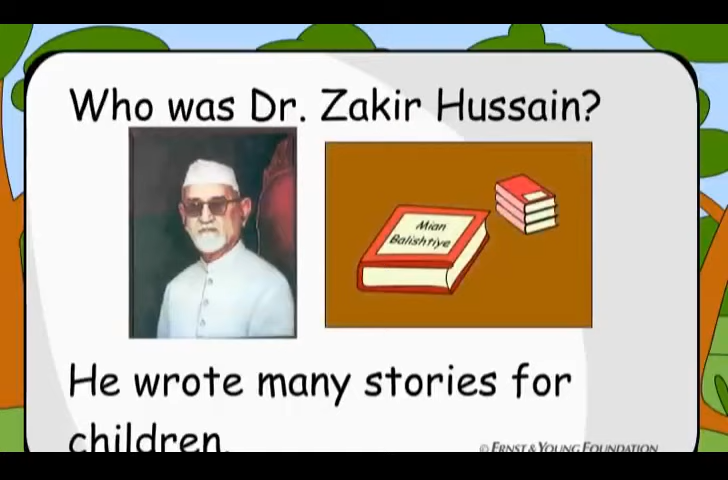 Who was Dr. Zakir Hussain?
Mian
Balishtiye
He wrote many stories for
children.
© ERNST & YOUNG FOUNDATION